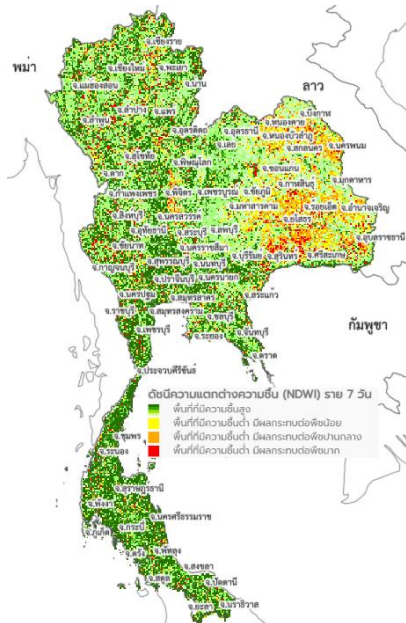 จ.เชียงราย
พม่า
จ.เชียงใหม่
จ.พะเยา
ลาว
จ.แม่ฮ่องสอน
จ.น่าน
จ.บึงกาฬ
จ.ลำปาง
จ.แพร่
จ.หนองคาย
จ.ลำพูน
จ.อุตรดิตถ์
จ.อุดรธานี
จ.หนองบัวลำภู
จ.นครพนม
จ.เลย
จ.สกลนคร
จ.สุโขทัย
จ.พิษณุโลก
จ.ขอนแก่น
จ.ตาก
จ.มุกดาหาร
จ.กำแพงเพชร
จ.พิจิตร
จ.เพชรบูรณ์
จ.ชัยภูมิ
จ.กาฬสินธุ์
จ.สิงหบุรี
จ.นครสวรรค์
จ.มหาสารคาม
จ.ร้อยเอ็ด
จ.อำนาจเจริญ
จ.อุทัยธานี
จ.สระบุรี
จ.ลพบุรี
จ.ยโสธร
จ.ชัยนาท
จ.นครราชสีมา
จ.บุรีรัมย์
จ.สุรินทร์
จ.ศรีสะเกษ
จ.อุบลราชธานี
จ.กาญจนบุรี
จ.สุพรรณบุรี
จ.นนทบุรี
จ.ปราจีนบุรี
จ.นครนายก
จ.นครปฐม
จ.สมุทรสาคร
จ.สระแก้ว
จ.ราชบุรี
จ.สมุทรสงคราม
จ.ชลบุรี
กัมพูชา
จ.เพชรบุรี
จ.ระยอง
จ.จันทบุรี
จ.ตราด
จ.ประจวบคีรีขันธ์
ดัชนีความแตกต่างความชื้น (NDWI) ราย 7 วัน
พื้นที่ที่มีความชื้นสูง
พื้นที่ที่มีความชื้นต่ำ มีผลกระทบต่อพืชน้อย
พื้นที่ที่มีความชื้นต่ำ มีผลกระทบต่อพืชปานกลาง
พื้นที่ที่มีความชื้นต่ำ มีผลกระทบต่อพืชมาก
จ.ชุมพร
จ.ระนอง
จ.สุราษฎรธานี
จ.พังงา
จ.นครศรีธรรมราช
จ.ภูเก็ต
จ.กระบี่
จ.ตรัง
จ.พัทลุง
จ.สงขลา
จ.สตูล
จ.ปัตตานี
จ.ยะลา
จ.นราธิวาส